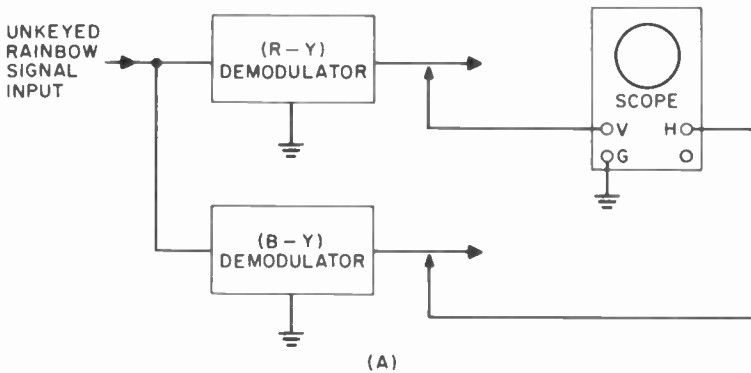 UNKEYED
RAINBOW
SIGNAL
INPUT
(R-Y)
DEMODULATOR
SCOPE
V H
G
(B-Y)
DEMODULATOR
(A)